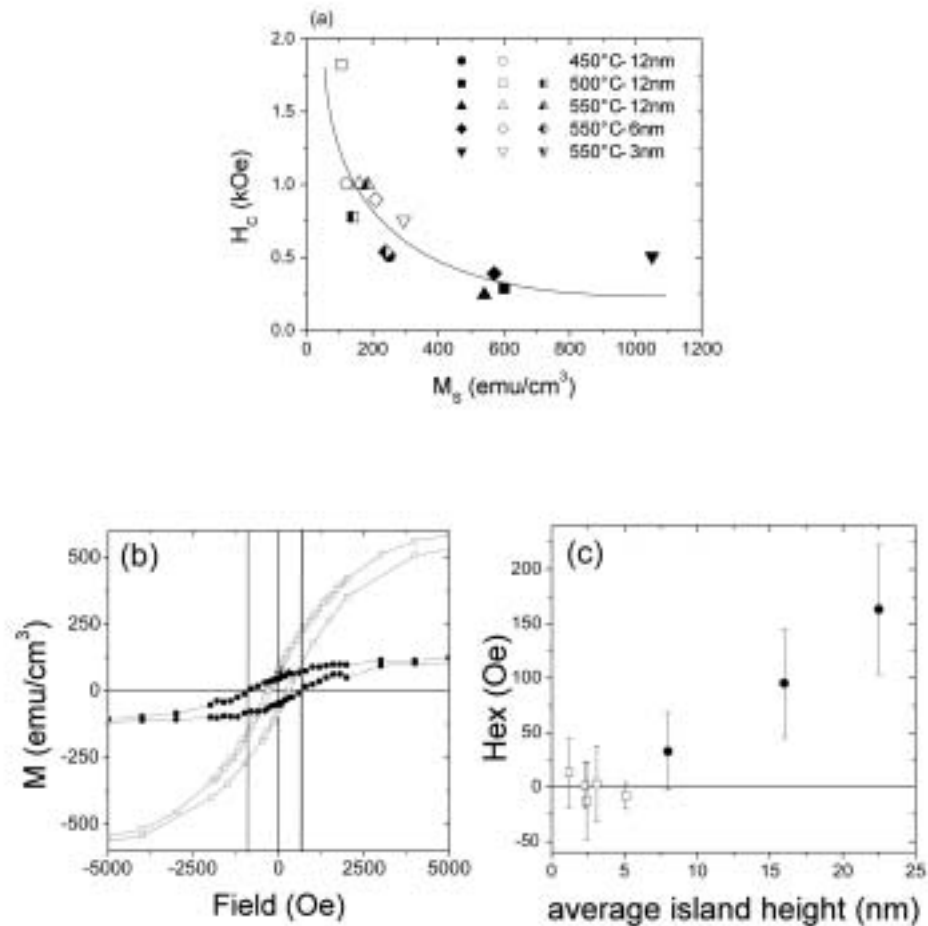 (a)
2.0
1.5
1.0
0.5
0.0
H_c (kOe)
450°C-12nm
500°C-12nm
550°C-12nm
550°C-6nm
550°C-3nm
0 200 400 600 800 1000 1200
M_s (emu/cm³)
(b)
500
250
0
-250
-500
M (emu/cm³)
-5000 -2500 0 2500 5000
Field (Oe)
(c)
200
150
100
50
0
-50
Hex (Oe)
0 5 10 15 20 25
average island height (nm)